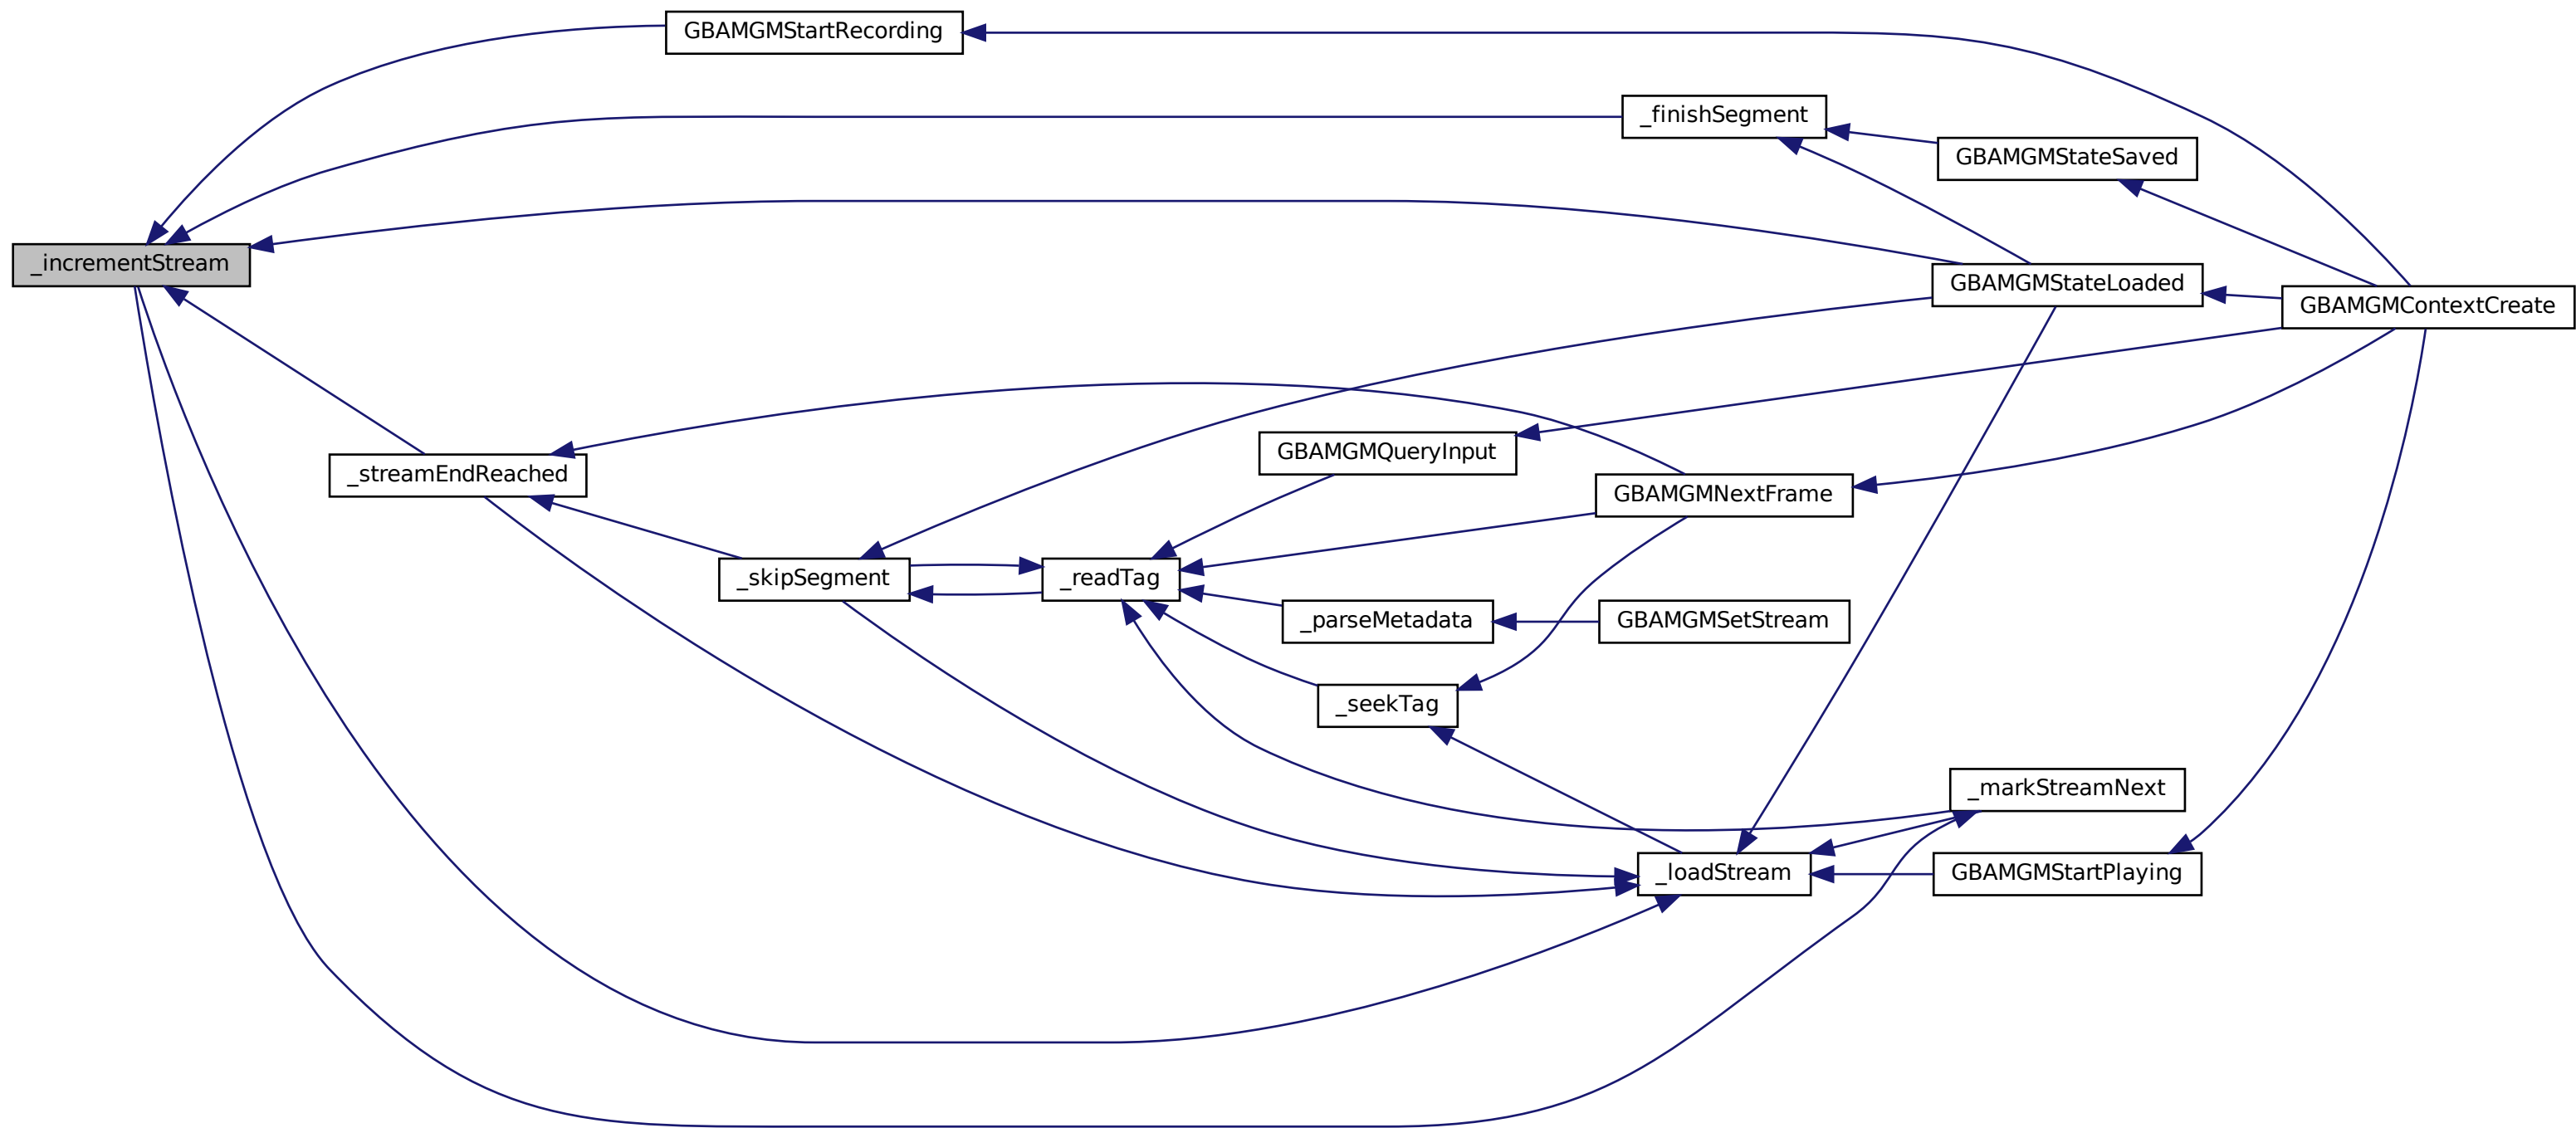 GBAMGMStartRecording
_finishSegment
GBAMGMStateSaved
_incrementStream
GBAMGMStateLoaded
GBAMGMContextCreate
GBAMGMQueryInput
_streamEndReached
GBAMGMNextFrame
_skipSegment
_readTag
_parseMetadata
GBAMGMSetStream
_seekTag
_markStreamNext
_loadStream
GBAMGMStartPlaying